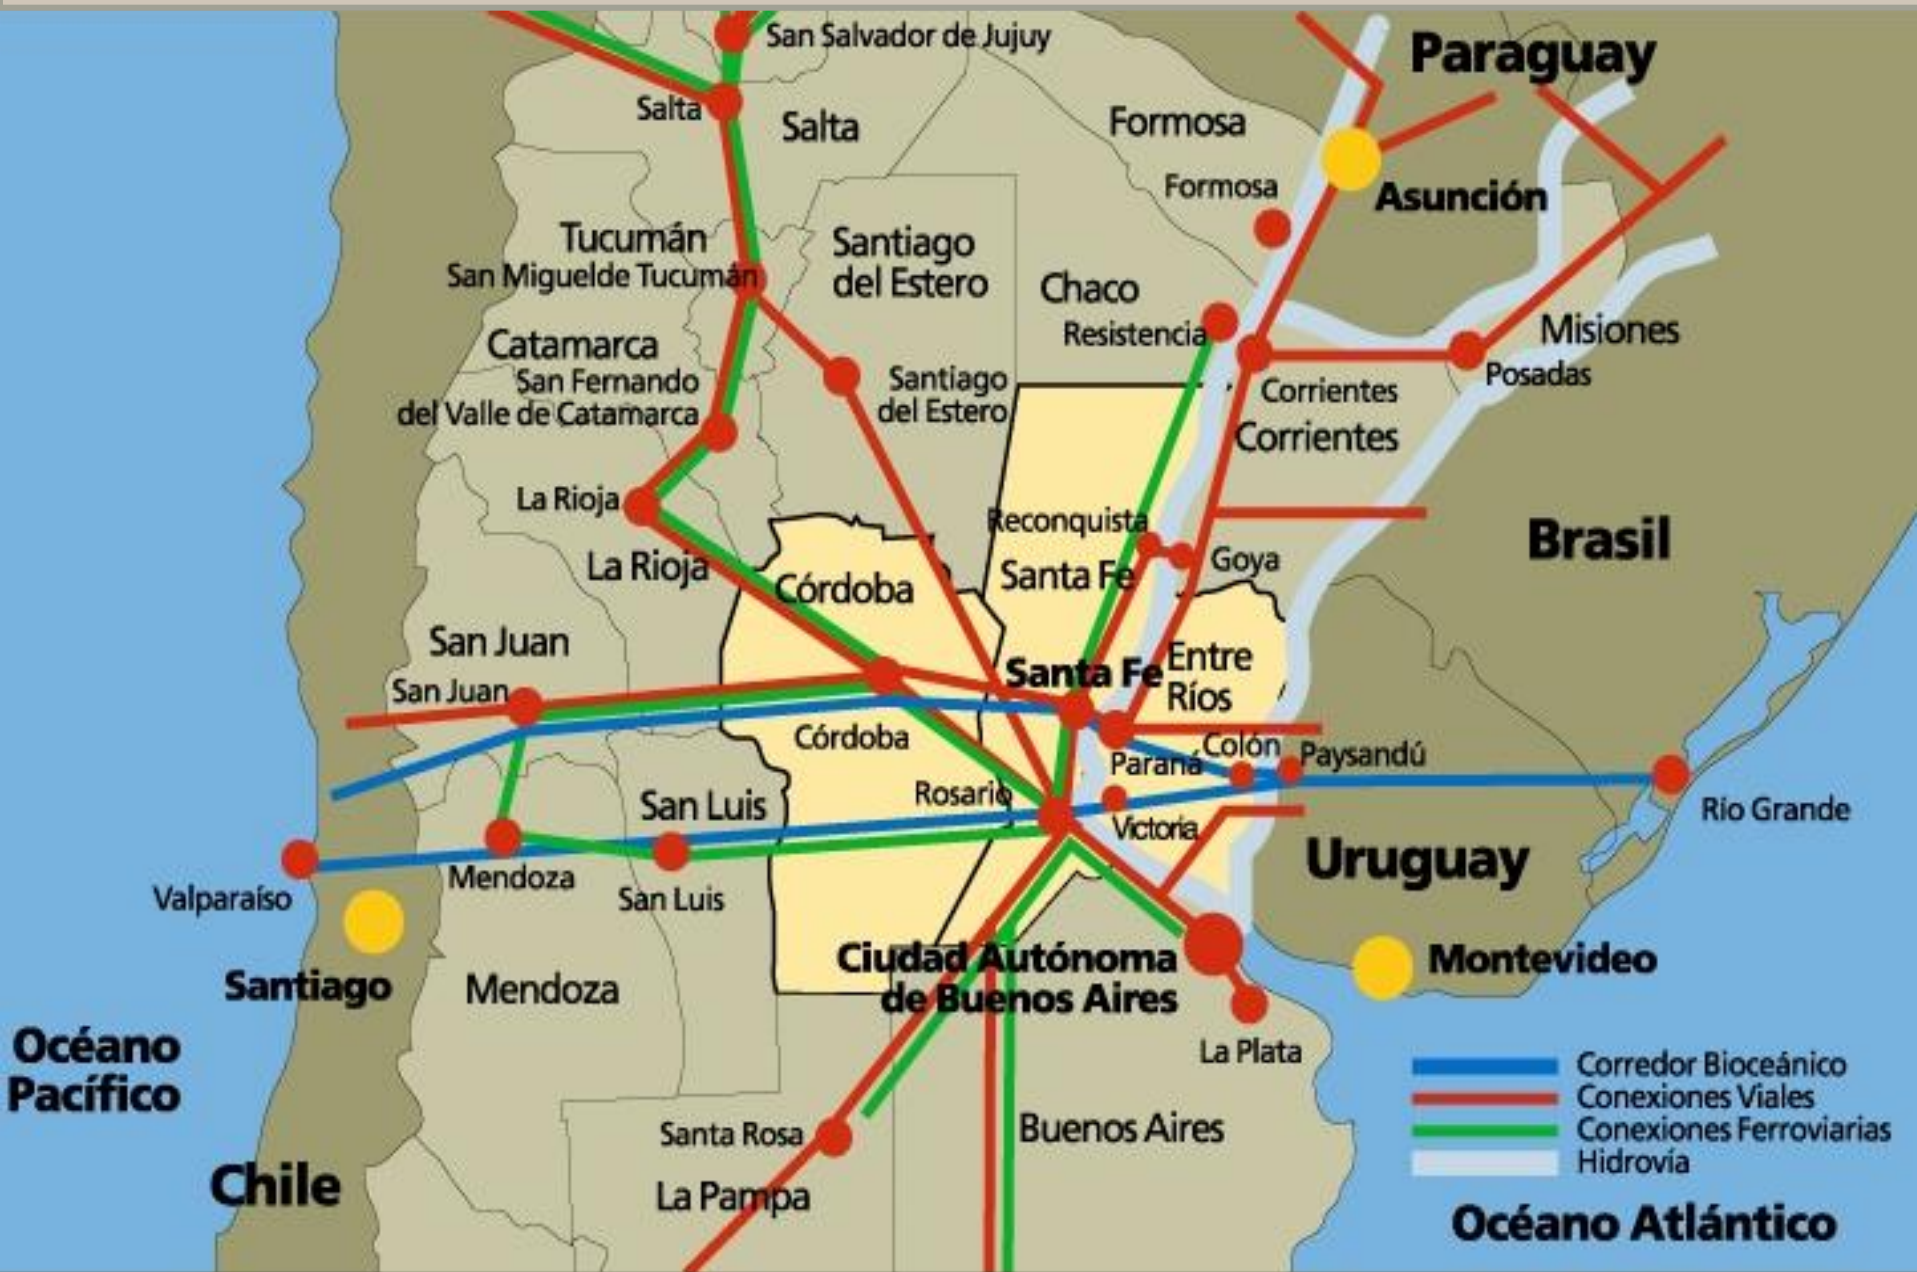 San Salvador de Jujuy
Paraguay
Salta
Salta
Formosa
Formosa
Asunción
Tucumán
San Miguelde Tucumán
Santiago
del Estero
Chaco
Resistencia
Misiones
Posadas
Catamarca
San Fernando
del Valle de Catamarca
Santiago
del Estero
Corrientes
Corrientes
La Rioja
Reconquista
Brasil
La Rioja
Córdoba
Santa Fe
Goya
San Juan
San Juan
Santa Fe
Entre
Ríos
Córdoba
Colón
Paysandú
Paraná
Rosario
San Luis
Victoria
Río Grande
Valparaíso
Mendoza
San Luis
Uruguay
Santiago
Mendoza
Ciudad Autónoma
de Buenos Aires
Montevideo
Océano
Pacífico
La Plata
Corredor Bioceánico
Conexiones Viales
Conexiones Ferroviarias
Hidrovía
Santa Rosa
Buenos Aires
Chile
La Pampa
Océano Atlántico